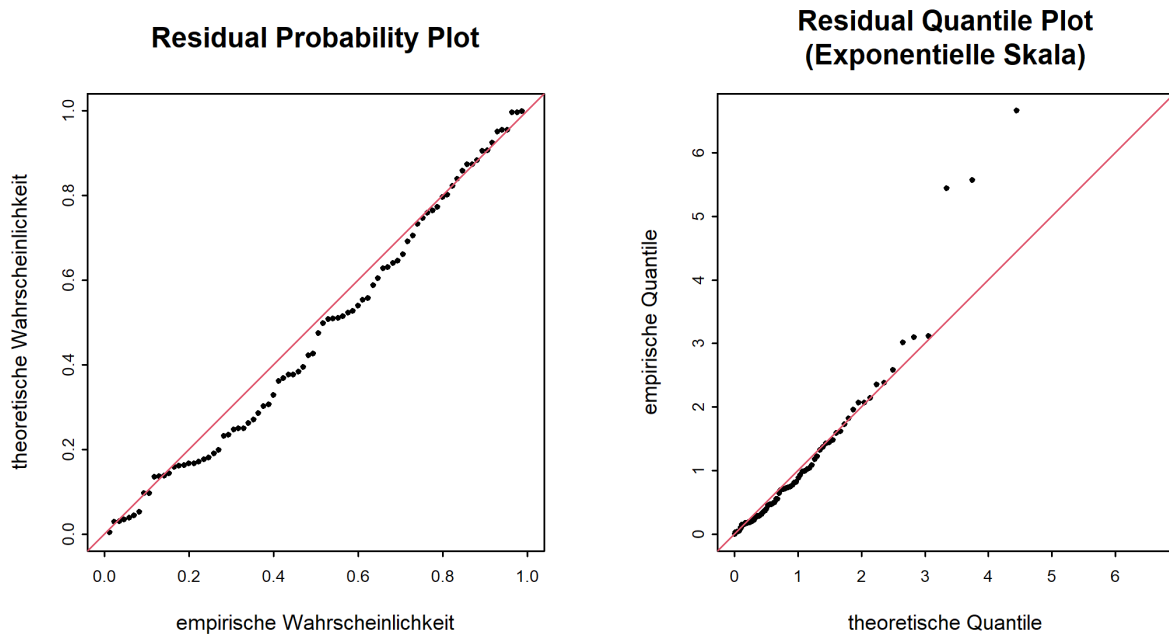 Residual Probability Plot
theoretische Wahrscheinlichkeit
1.0
0.8
0.6
0.4
0.2
0.0
0.0 0.2 0.4 0.6 0.8 1.0
empirische Wahrscheinlichkeit
Residual Quantile Plot
(Exponentielle Skala)
empirische Quantile
6
5
4
3
2
1
0
0 1 2 3 4 5 6
theoretische Quantile